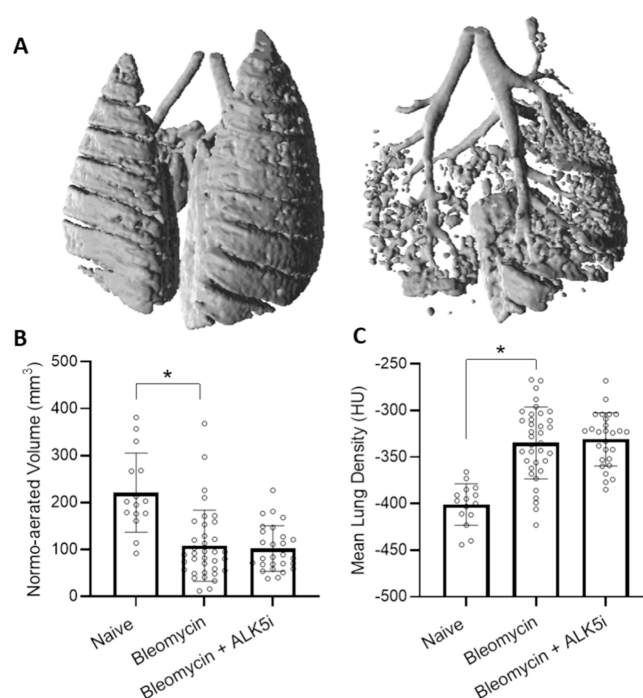 A
B
500
400
300
200
100
0
Normo-aerated Volume (mm³)
*
Naive
Bleomycin
Bleomycin + ALK5i
C
-250
-300
-350
-400
-450
-500
Mean Lung Density (HU)
*
Naive
Bleomycin
Bleomycin + ALK5i